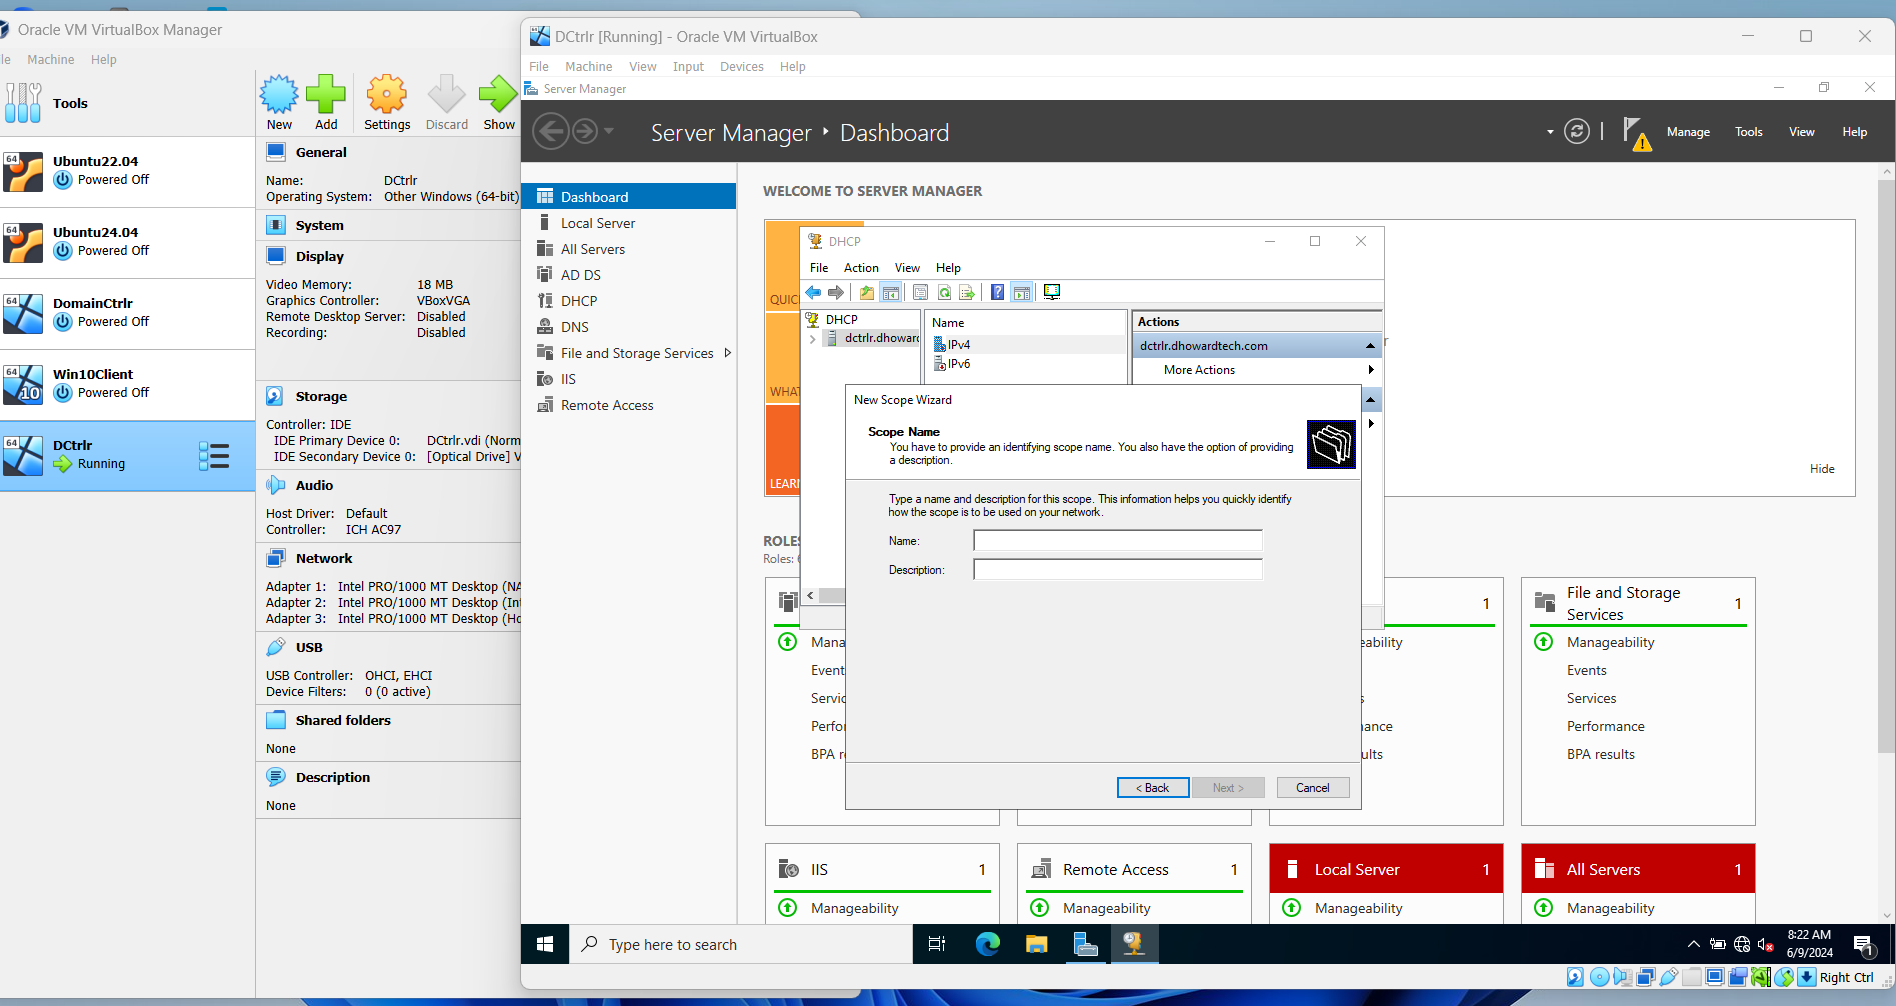 Oracle VM VirtualBox Manager
Machine
Help
Tools
New
Add
Settings
Discard
Show
64
Ubuntu22.04
Powered Off
64
Ubuntu24.04
Powered Off
64
DomainCtrlr
Powered Off
64
10
Win10Client
Powered Off
64
DCtrlr
Running
General
Name: DCtrlr
Operating System: Other Windows (64-bit)
System
Display
Video Memory: 18 MB
Graphics Controller: VBoxVGA
Remote Desktop Server: Disabled
Recording: Disabled
Storage
Controller: IDE
IDE Primary Device 0: DCtrlr.vdi (Norm
IDE Secondary Device 0: [Optical Drive] V
Audio
Host Driver: Default
Controller: ICH AC97
Network
Adapter 1: Intel PRO/1000 MT Desktop (NA
Adapter 2: Intel PRO/1000 MT Desktop (Int
Adapter 3: Intel PRO/1000 MT Desktop (Ho
USB
USB Controller: OHCI, EHCI
Device Filters: 0 (0 active)
Shared folders
None
Description
None
DCtrlr [Running] - Oracle VM VirtualBox
File Machine View Input Devices Help
Server Manager
Server Manager • Dashboard
Manage Tools View Help
Dashboard
Local Server
All Servers
AD DS
DHCP
DNS
File and Storage Services
IIS
Remote Access
WELCOME TO SERVER MANAGER
QUIC
WHAT
LEAR
Hide
DHCP
File Action View Help
DHCP
dctrlr.dhoward
Name
IPv4
IPv6
Actions
dctrlr.dhowardtech.com
More Actions
New Scope Wizard
Scope Name
You have to provide an identifying scope name. You also have the option of providing
a description.
Type a name and description for this scope. This information helps you quickly identify
how the scope is to be used on your network.
Name:
Description:
< Back
Next >
Cancel
ROLES
Roles:
Mana
Event
Servic
Perfo
BPA r
1
eability
s
ance
ults
File and Storage
Services
1
Manageability
Events
Services
Performance
BPA results
IIS 1
Manageability
Remote Access 1
Manageability
Local Server 1
Manageability
All Servers 1
Manageability
Type here to search
8:22 AM
6/9/2024
1
Right Ctrl